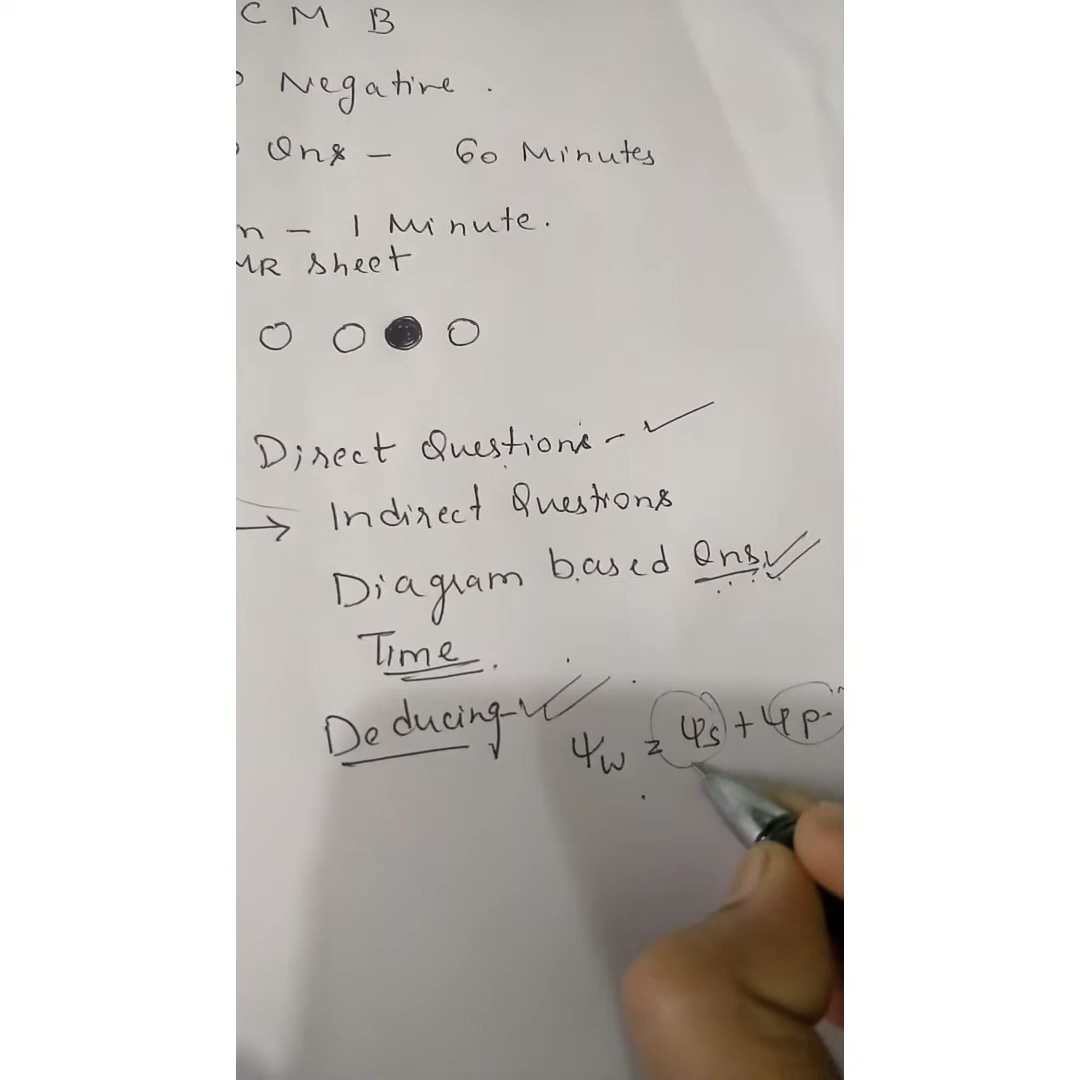 C M B
Negative .
Qns - 60 Minutes
n - 1 Minute.
MR Sheet
Direct Questions -
→ Indirect Questions
Diagram based Qns
Time .
Deducing -
Ψw = Ψs + Ψp